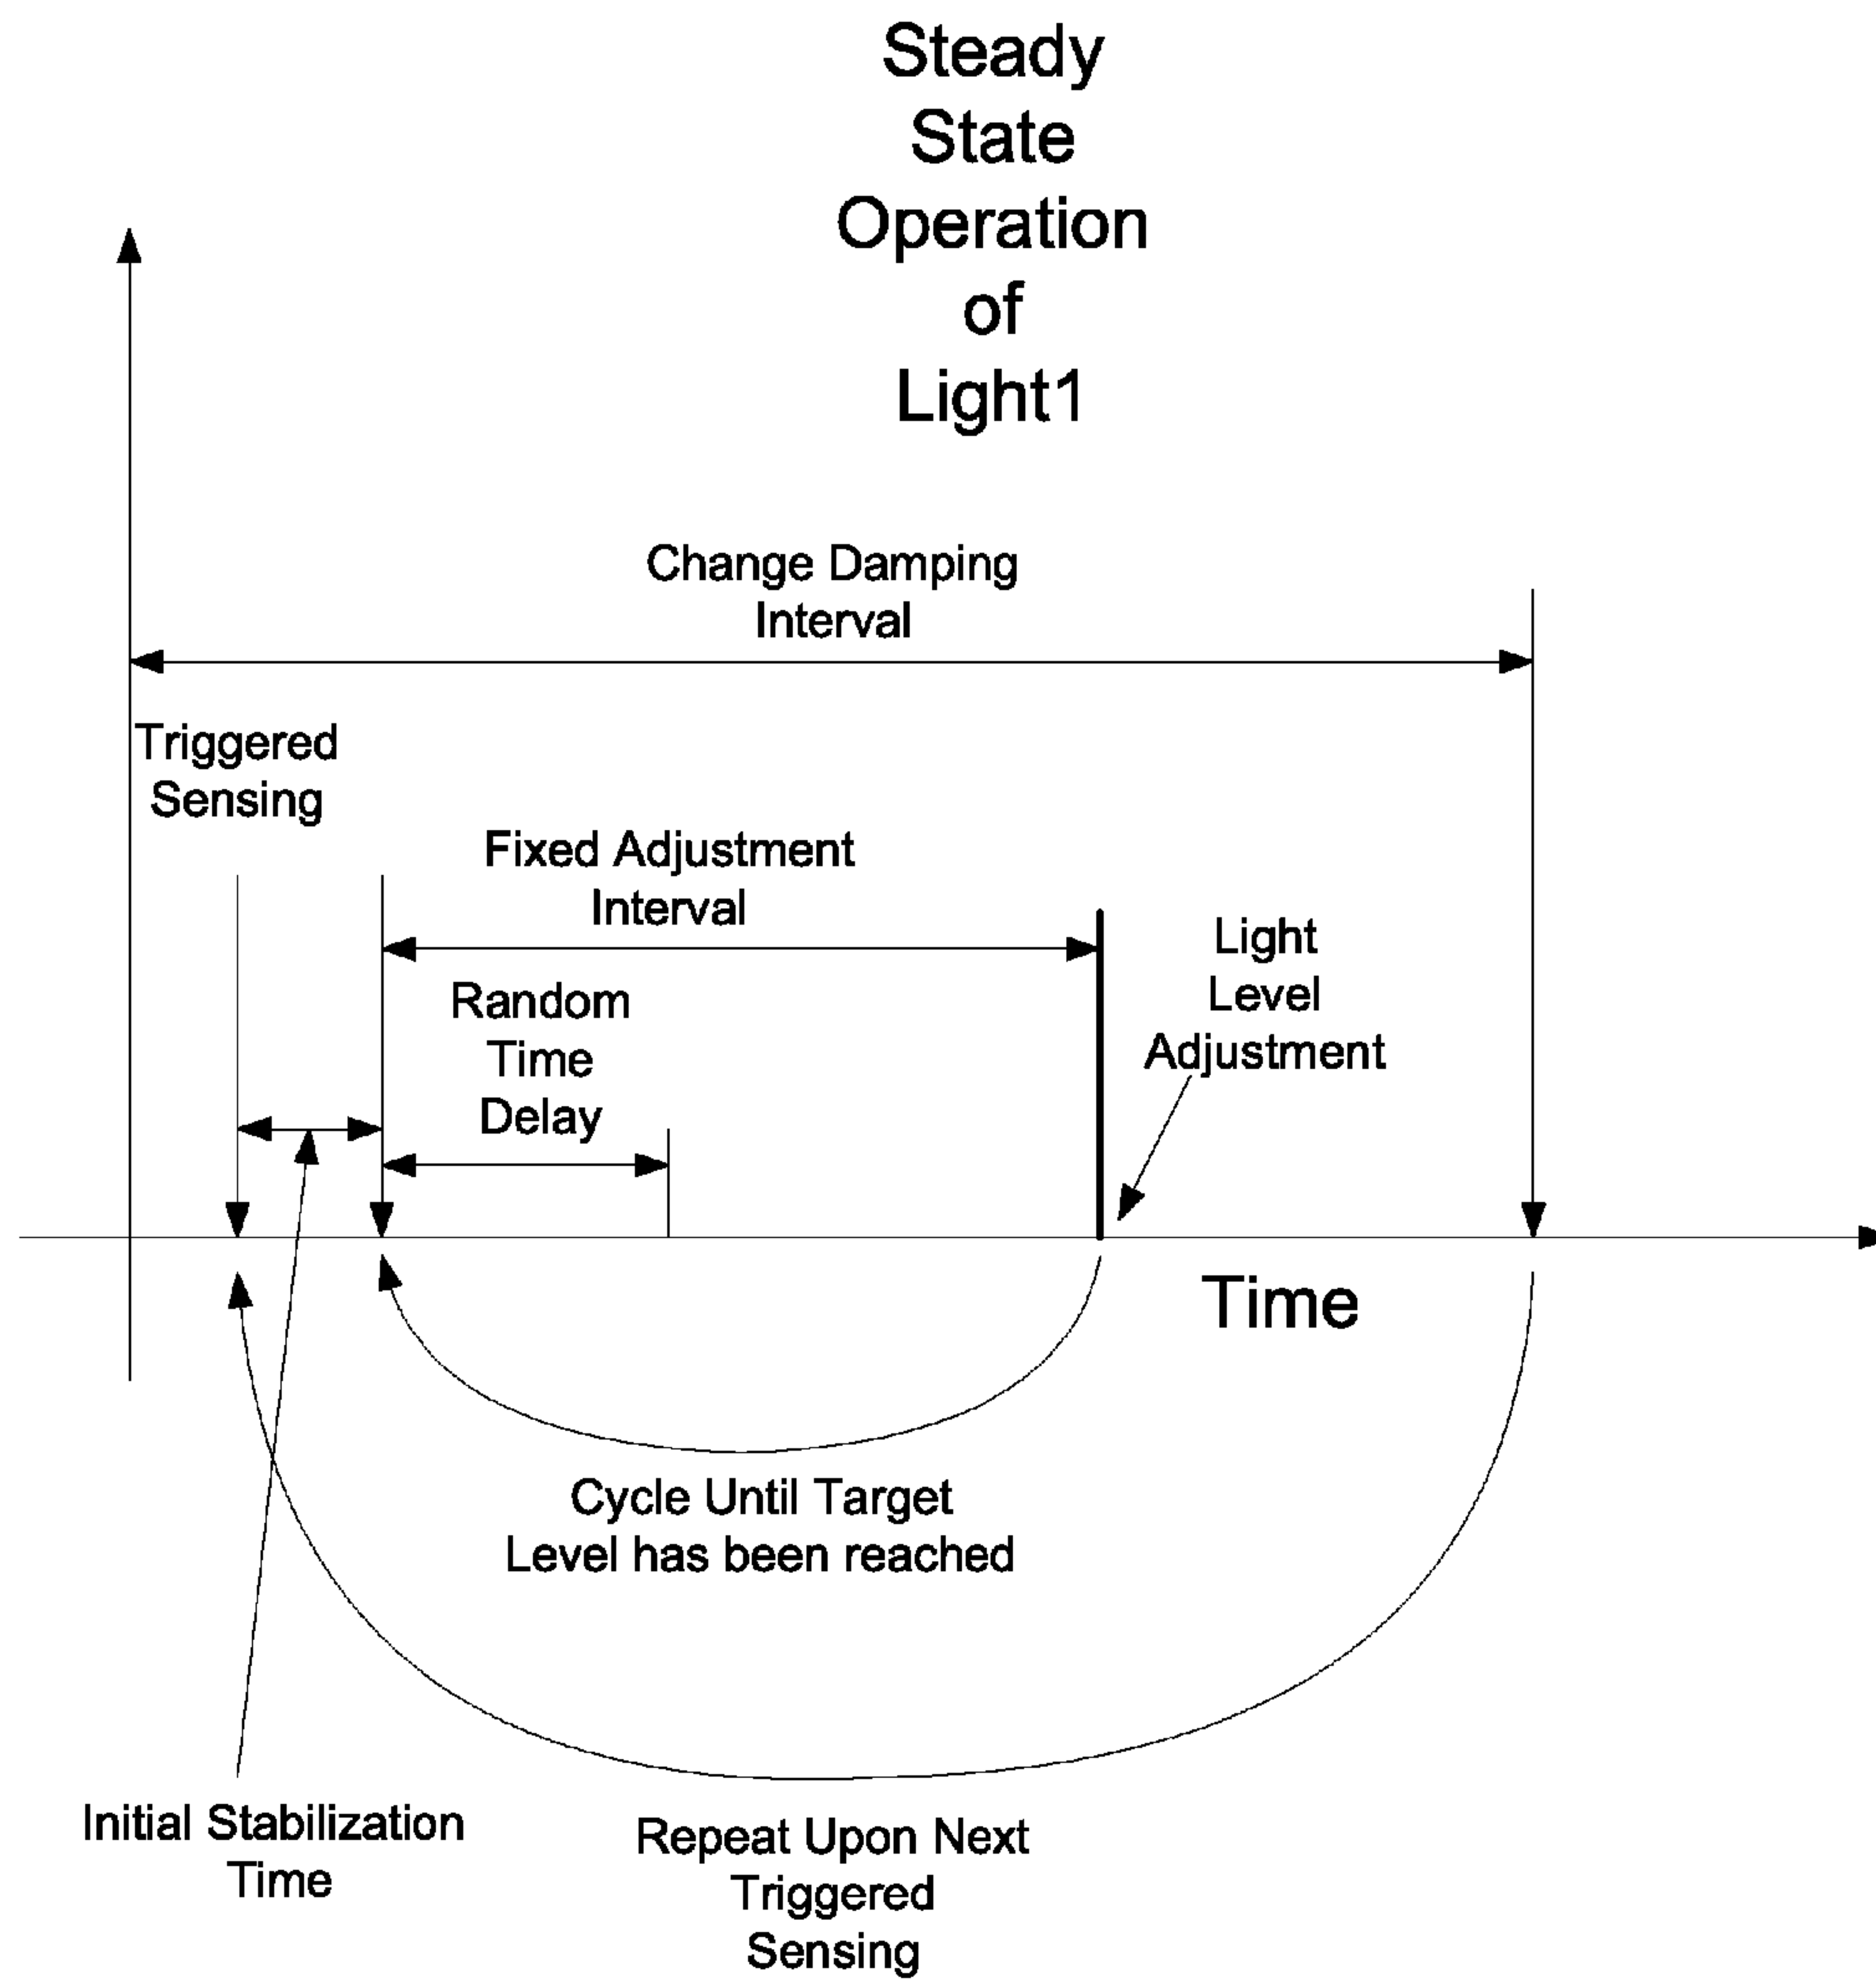 Steady
State
Operation
of
Light1
Change Damping
Interval
Triggered
Sensing
Fixed Adjustment
Interval
Random
Time
Delay
Light
Level
Adjustment
Time
Cycle Until Target
Level has been reached
Initial Stabilization
Time
Repeat Upon Next
Triggered
Sensing